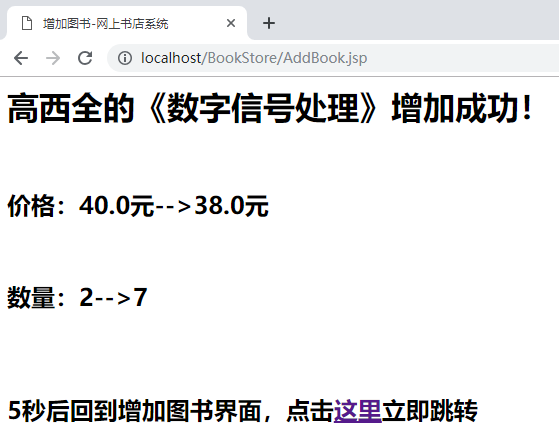 增加图书-网上书店系统
localhost/BookStore/AddBook.jsp
高西全的《数字信号处理》增加成功！
价格：40.0元-->38.0元
数量：2-->7
5秒后回到增加图书界面，点击这里立即跳转